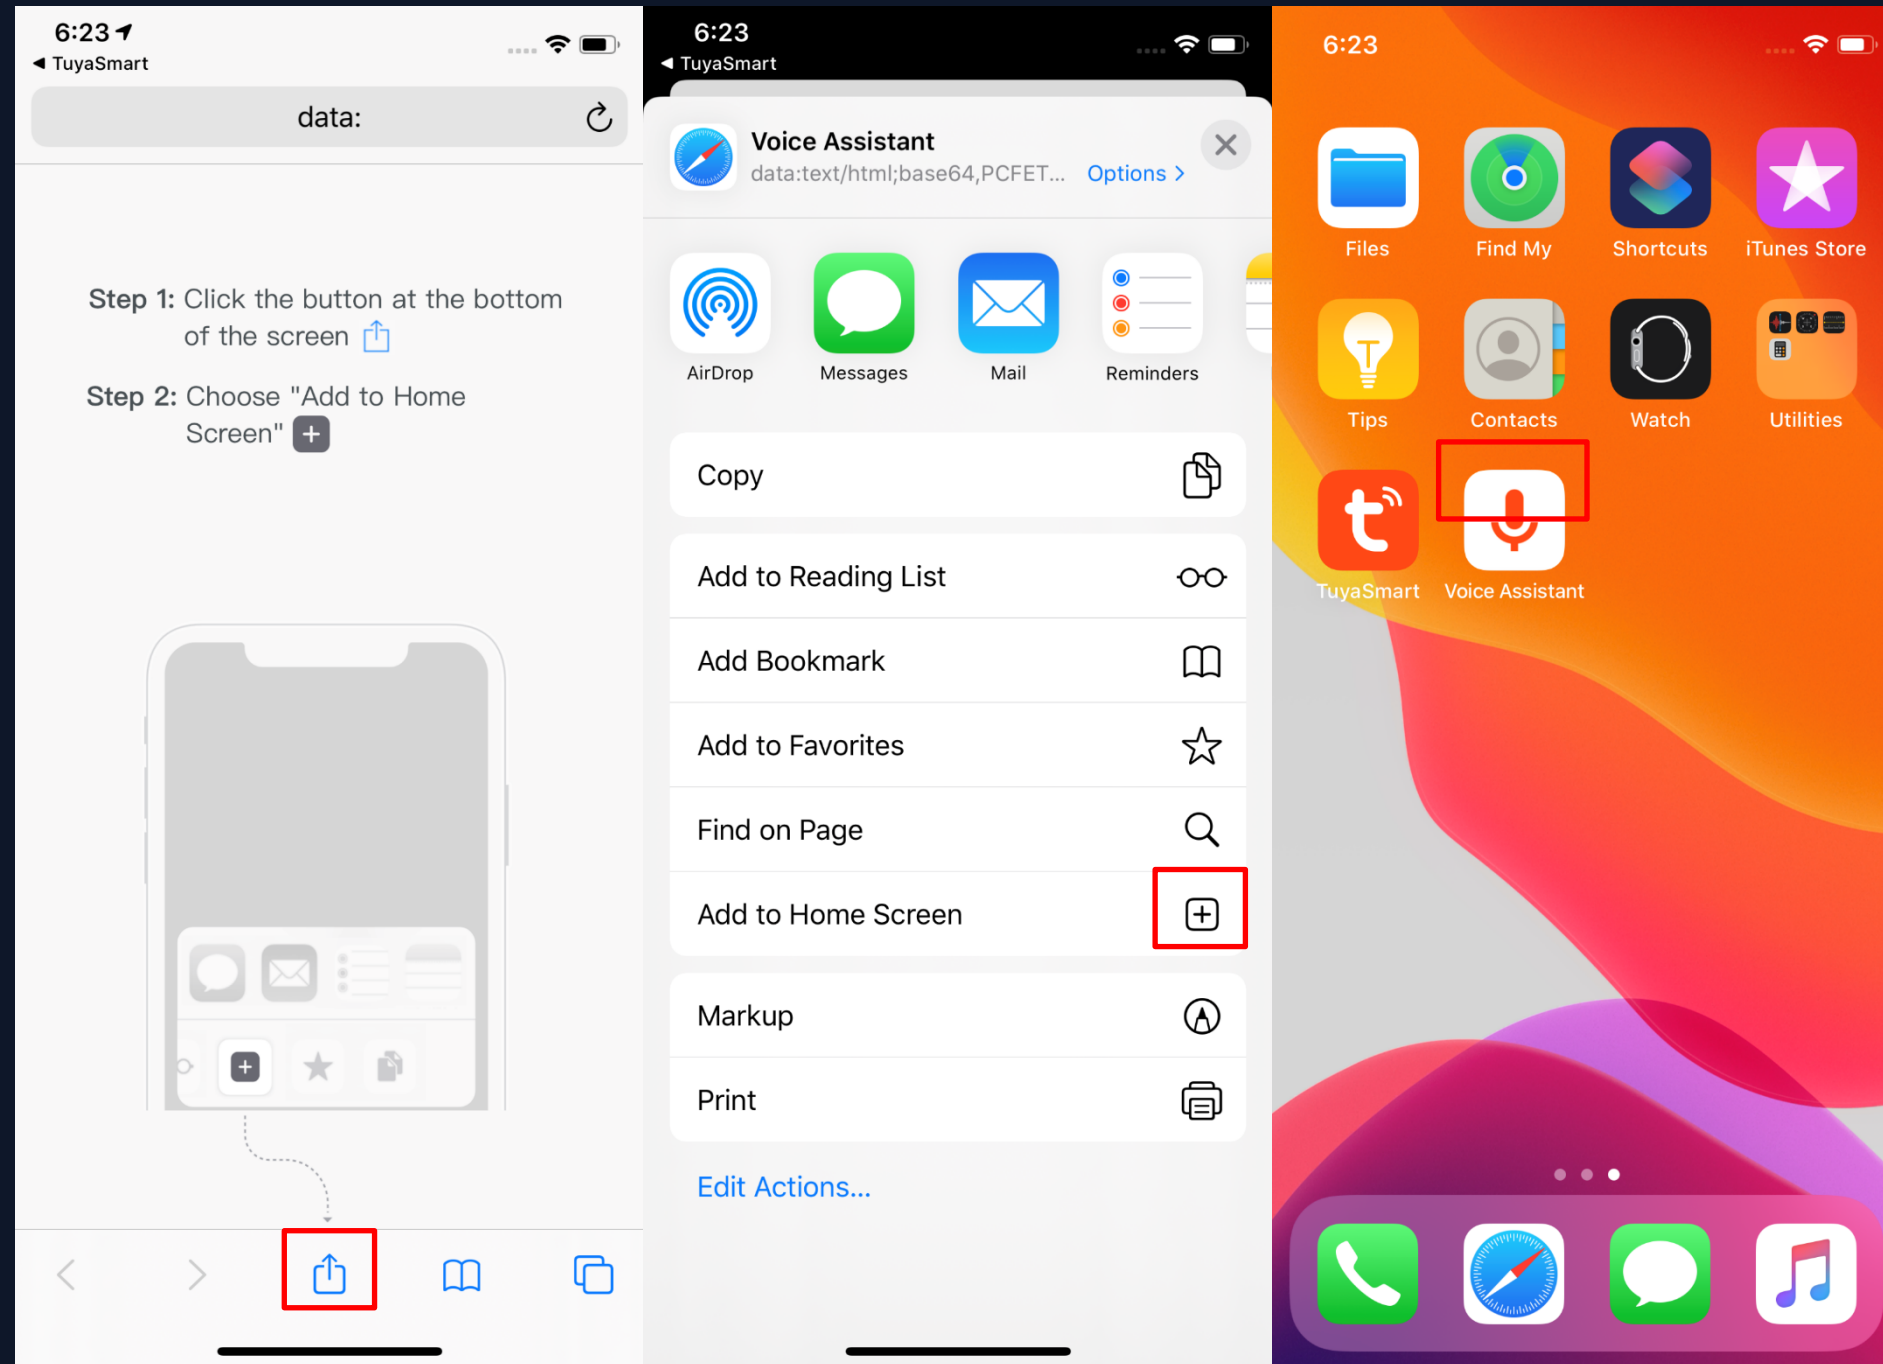 6:23
◀ TuyaSmart
data:
Step 1: Click the button at the bottom
of the screen
Step 2: Choose "Add to Home
Screen"
6:23
◀ TuyaSmart
Voice Assistant
data:text/html;base64,PCFET... Options >
AirDrop Messages Mail Reminders
Copy
Add to Reading List
Add Bookmark
Add to Favorites
Find on Page
Add to Home Screen
Markup
Print
Edit Actions...
6:23
Files Find My Shortcuts iTunes Store
Tips Contacts Watch Utilities
TuyaSmart Voice Assistant